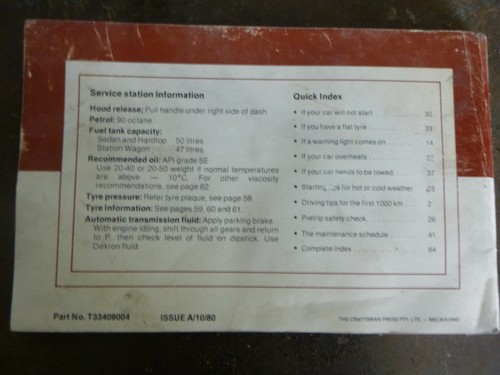 Service station information
Hood release; Pull handle under right side of dash.
Petrol: 90 octane
Fuel tank capacity:
Sedan and Hardtop 50 litres
Station Wagon 47 litres
Recommended oil: API grade SE
Use 20-40 or 20-50 weight if normal temperatures
are above — 10°C. For other viscosity
recommendations, see page 62.
Tyre pressure: Refer tyre plaque, see page 59.
Tyre information: See pages 59, 60 and 61.
Automatic transmission fluid: Apply parking brake.
With engine idling, shift through all gears and return
to P, then check level of fluid on dipstick. Use
Dexron fluid.
Quick Index
• If your car will not start 30
• If you have a flat tyre 33
• If a warning light comes on 14
• If your car overheats
• If your car needs to be towed 37
• Starting tips for hot or cold weather 23
• Driving tips for the first 1000 km 2
• Pretrip safety check 29
• The maintenance schedule 41
• Complete index 64
Part No. T33409004 ISSUE A/10/80
THE CRAFTSMAN PRESS PTY. LTD. — MELBOURNE